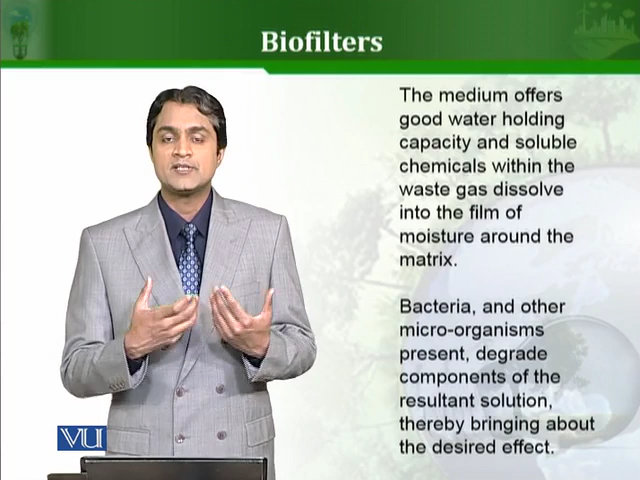 Biofilters
The medium offers
good water holding
capacity and soluble
chemicals within the
waste gas dissolve
into the film of
moisture around the
matrix.
Bacteria, and other
micro-organisms
present, degrade
components of the
resultant solution,
thereby bringing about
the desired effect.
VU